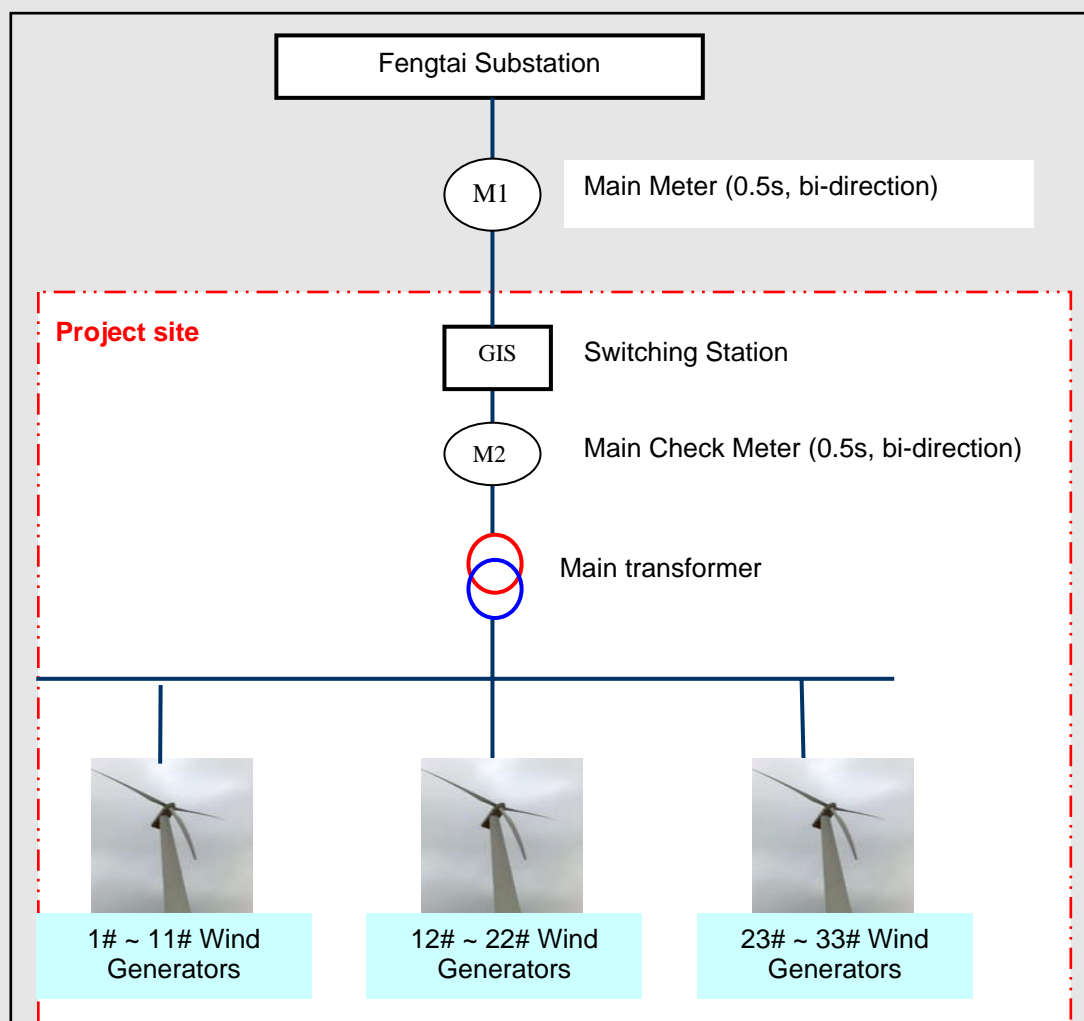 Fengtai Substation
M1
Main Meter (0.5s, bi-direction)
Project site
GIS
Switching Station
M2
Main Check Meter (0.5s, bi-direction)
Main transformer
1# ~ 11# Wind
Generators
12# ~ 22# Wind
Generators
23# ~ 33# Wind
Generators